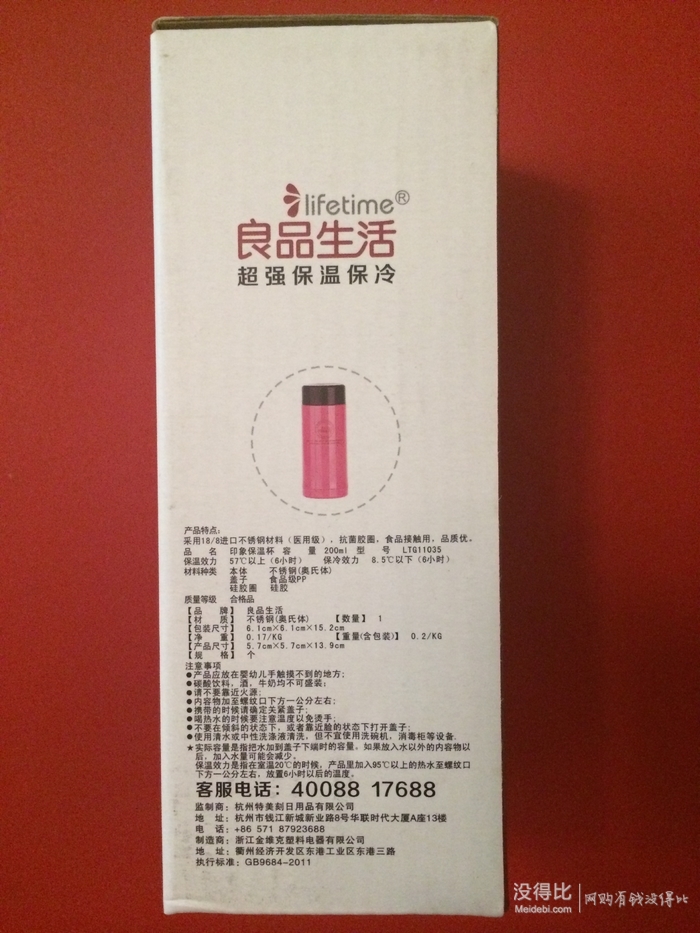 lifetime®
良品生活
超强保温保冷
产品特点:
采用18/8进口不锈钢材料（医用级），抗菌胶圈，食品接触用，品质优。
品 名 印象保温杯 容 量 200ml 型 号 LTG11035
保温效力 57℃以上（6小时） 保冷效力 8.5℃以下（6小时）
材料种类 本体 不锈钢(奥氏体)
盖子 食品级PP
硅胶圈 硅胶
质量等级 合格品
【品 牌】 良品生活
【材 质】 不锈钢(奥氏体) 【数量】 1
【包装尺寸】 6.1cm×6.1cm×15.2cm
【净 重】 0.17/KG 【重量(含包装)】 0.2/KG
【产品尺寸】 5.7cm×5.7cm×13.9cm
【规 格】 个
注意事项
●产品应放在婴幼儿手触摸不到的地方;
●碳酸饮料，酒，牛奶均不可盛装;
●请不要靠近火源;
●内容物加至螺纹口下方一公分左右;
●携带的时候请确定关紧盖子;
●喝热水的时候要注意温度以免烫手;
●不要在倾斜的状态下，或者靠近脸的状态下打开盖子;
●使用清水或中性洗涤液清洗，但不宜使用洗碗机，消毒柜等设备.
★实际容量是指把水加到盖子下端时的容量，如果放入水以外的内容物以
后，加入水量可能会减少。
保温效力是指在室温20℃的时候，产品里加入95℃以上的热水至螺纹口
下方一公分左右，放置6小时以后的温度。
客服电话：40088 17688
监制商：杭州特美刻日用品有限公司
地 址：杭州市钱江新城新业路8号华联时代大厦A座13楼
电 话：+86 571 87923688
制造商：浙江金维克塑料电器有限公司
地 址：衢州经济开发区东港工业区东港三路
执行标准：GB9684-2011
没得比
Meidebi.com
网购有钱没得比